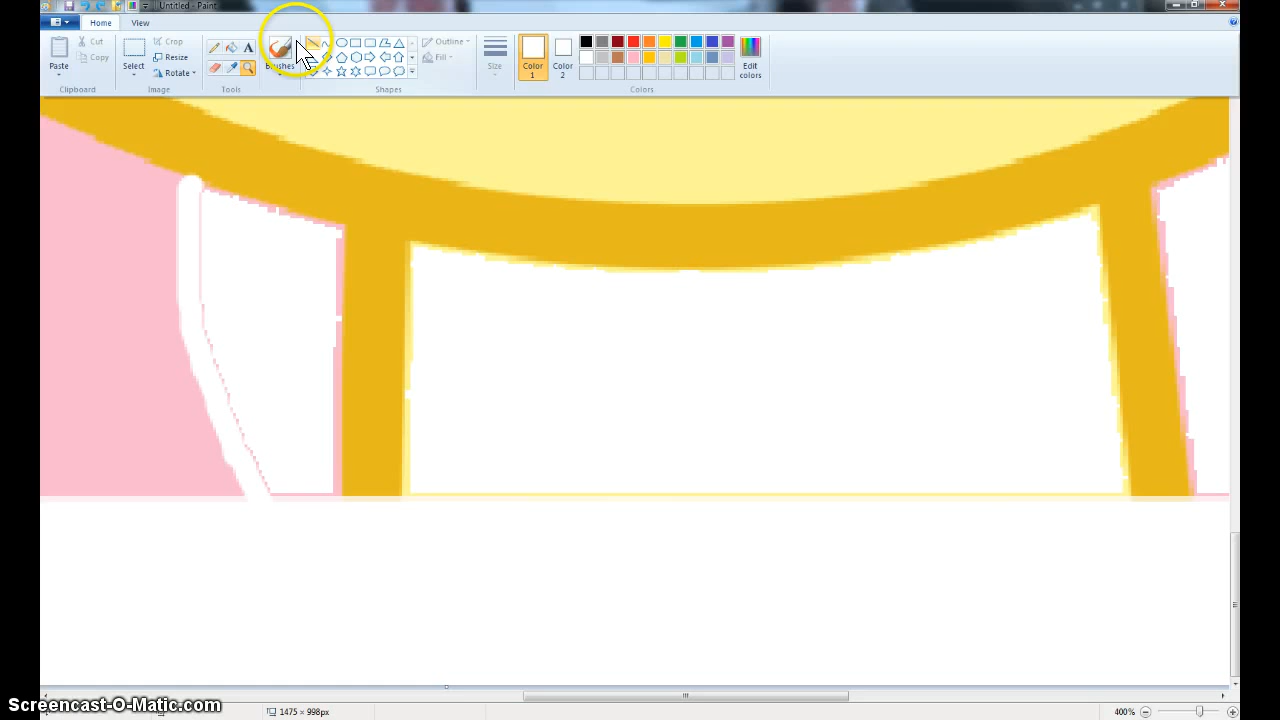 Untitled - Paint
Home View
Paste
Cut
Copy
Clipboard
Select
Crop
Resize
Rotate
Image
A
Tools
Brushes
Outline
Fill
Shapes
Size
Color
1
Color
2
Edit
colors
Colors
Screencast-O-Matic.com
1475 × 998px
400%